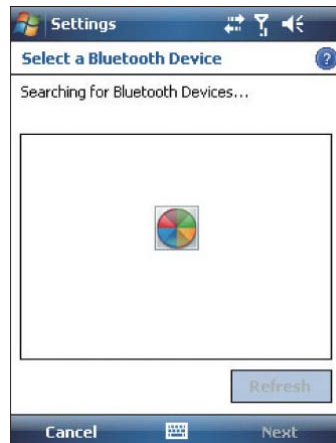 Settings
Select a Bluetooth Device
Searching for Bluetooth Devices...
Refresh
Cancel Next